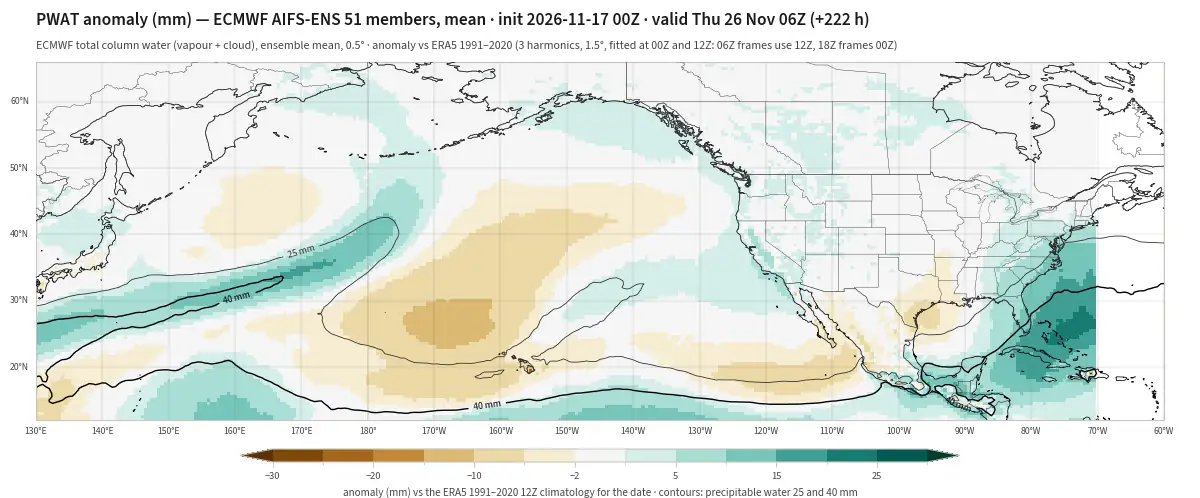 PWAT anomaly (mm) — ECMWF AIFS-ENS 51 members, mean · init 2026-11-17 00Z · valid Thu 26 Nov 06Z (+222 h)
ECMWF total column water (vapour + cloud), ensemble mean, 0.5° · anomaly vs ERA5 1991–2020 (3 harmonics, 1.5°, fitted at 00Z and 12Z: 06Z frames use 12Z, 18Z frames 00Z)
60°N
50°N
40°N
30°N
20°N
25 mm
40 mm
40 mm
130°E 140°E 150°E 160°E 170°E 180° 170°W 160°W 150°W 140°W 130°W 120°W 110°W 100°W 90°W 80°W 70°W 60°W
−30 −20 −10 −2 5 15 25
anomaly (mm) vs the ERA5 1991–2020 12Z climatology for the date · contours: precipitable water 25 and 40 mm